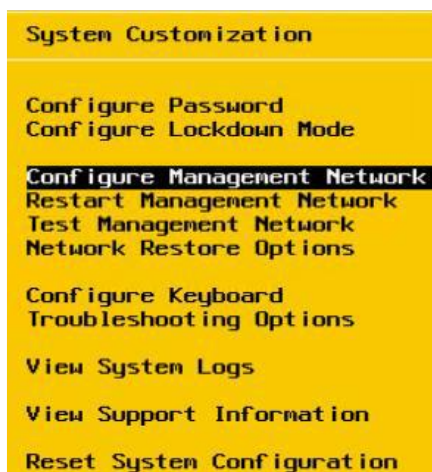 System Customization
Configure Password
Configure Lockdown Mode
Configure Management Network
Restart Management Network
Test Management Network
Network Restore Options
Configure Keyboard
Troubleshooting Options
View System Logs
View Support Information
Reset System Configuration